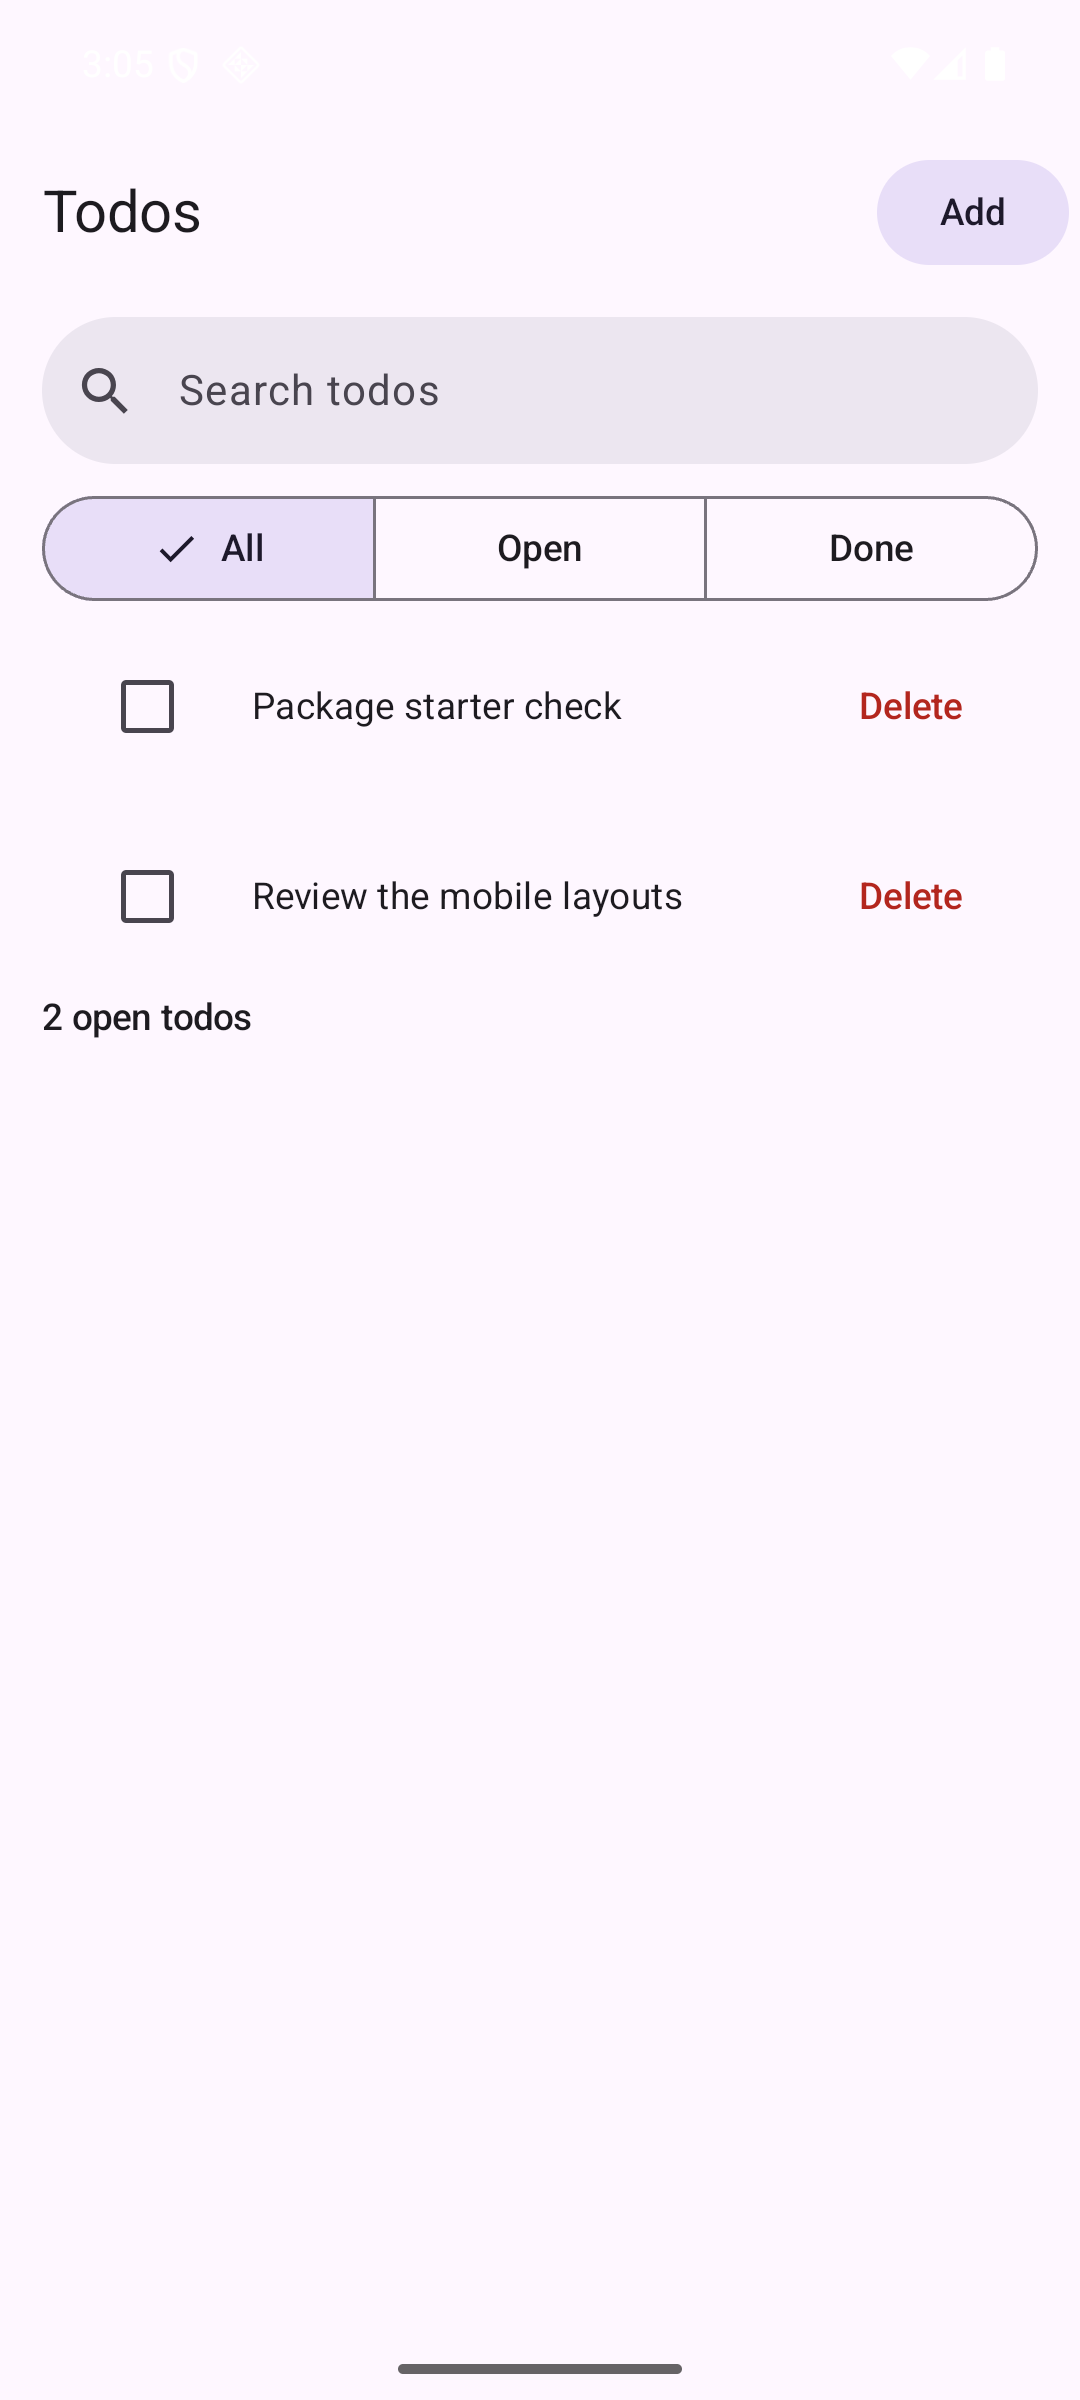 3:05
Todos
Add
Search todos
All
Open
Done
Package starter check
Delete
Review the mobile layouts
Delete
2 open todos